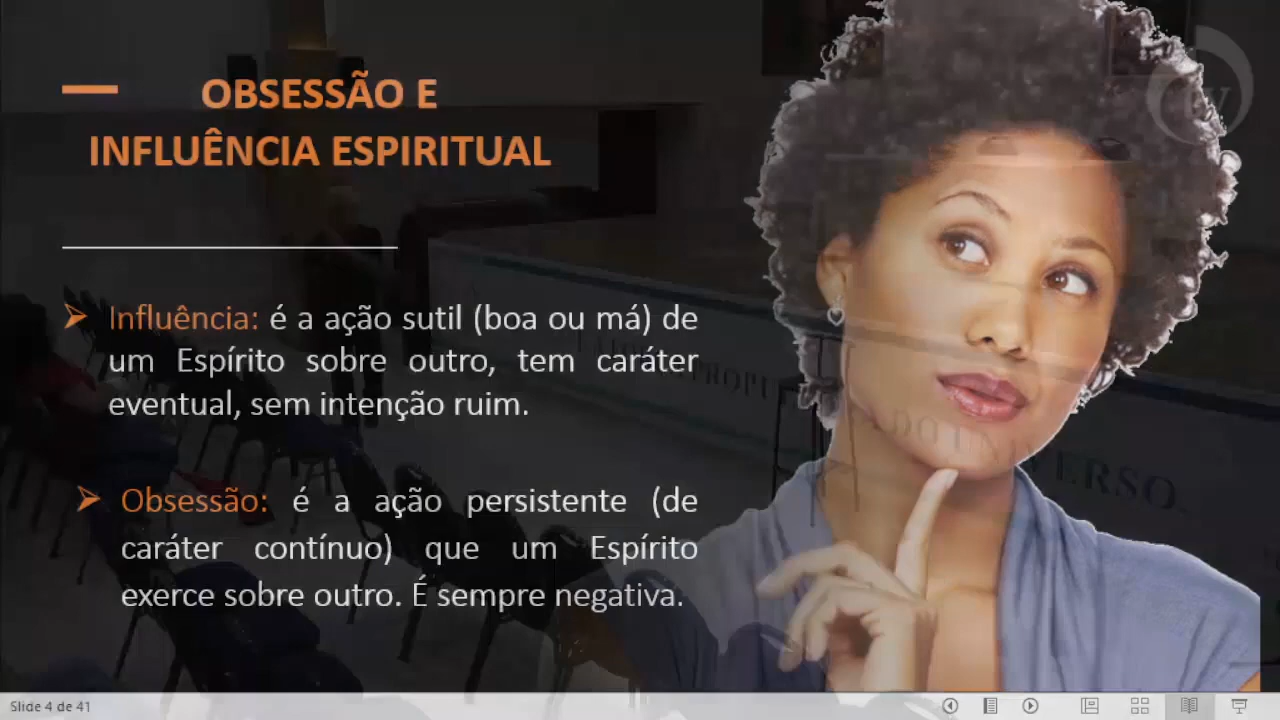 OBSESSÃO E
INFLUÊNCIA ESPIRITUAL
Influência: é a ação sutil (boa ou má) de
um Espírito sobre outro, tem caráter
eventual, sem intenção ruim.
Obsessão: é a ação persistente (de
caráter contínuo) que um Espírito
exerce sobre outro. É sempre negativa.
DO UNIVERSO.
Slide 4 de 41